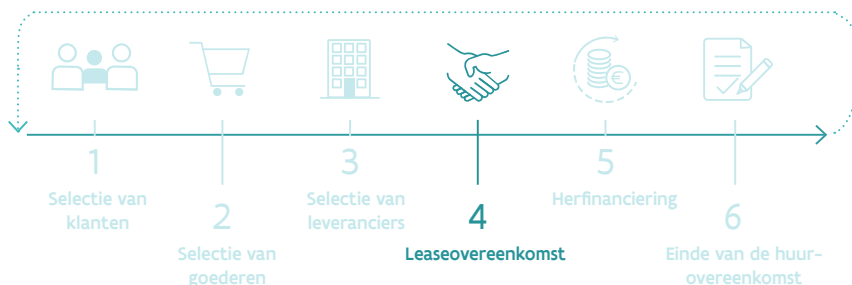 1
Selectie van
klanten
2
Selectie van
goederen
3
Selectie van
leveranciers
4
Leaseovereenkomst
€
5
Herfinanciering
6
Einde van de huur-
overeenkomst